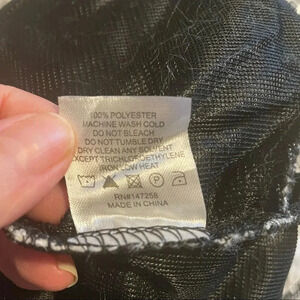 100% POLYESTER
MACHINE WASH COLD
DO NOT BLEACH
DO NOT TUMBLE DRY
DRY CLEAN ANY SOLVENT
EXCEPT TRICHLOROETHYLENE
IRON LOW HEAT
RN#147258
MADE IN CHINA